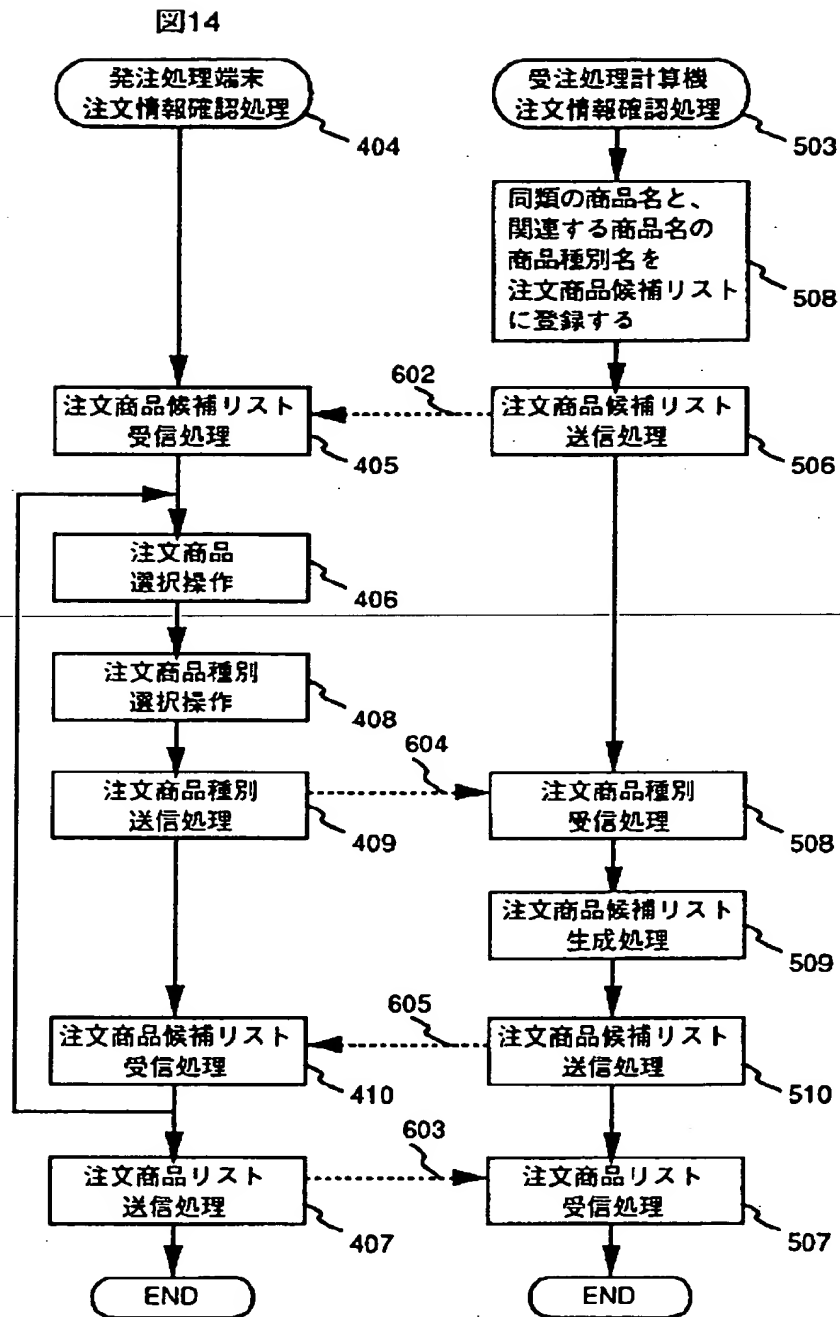 図14
発注処理端末
注文情報確認処理
404
受注処理計算機
注文情報確認処理
503
同類の商品名と、
関連する商品名の
商品種別名を
注文商品候補リスト
に登録する
508
602
注文商品候補リスト
受信処理
405
注文商品候補リスト
送信処理
506
注文商品
選択操作
406
注文商品種別
選択操作
408
604
注文商品種別
送信処理
409
注文商品種別
受信処理
508
注文商品候補リスト
生成処理
509
605
注文商品候補リスト
受信処理
410
注文商品候補リスト
送信処理
510
603
注文商品リスト
送信処理
407
注文商品リスト
受信処理
507
END
END